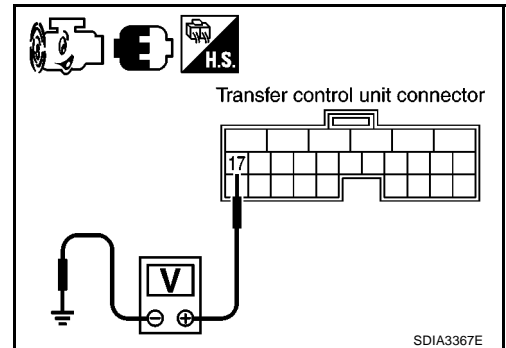 H.S.
Transfer control unit connector
17
V
SDIA3367E